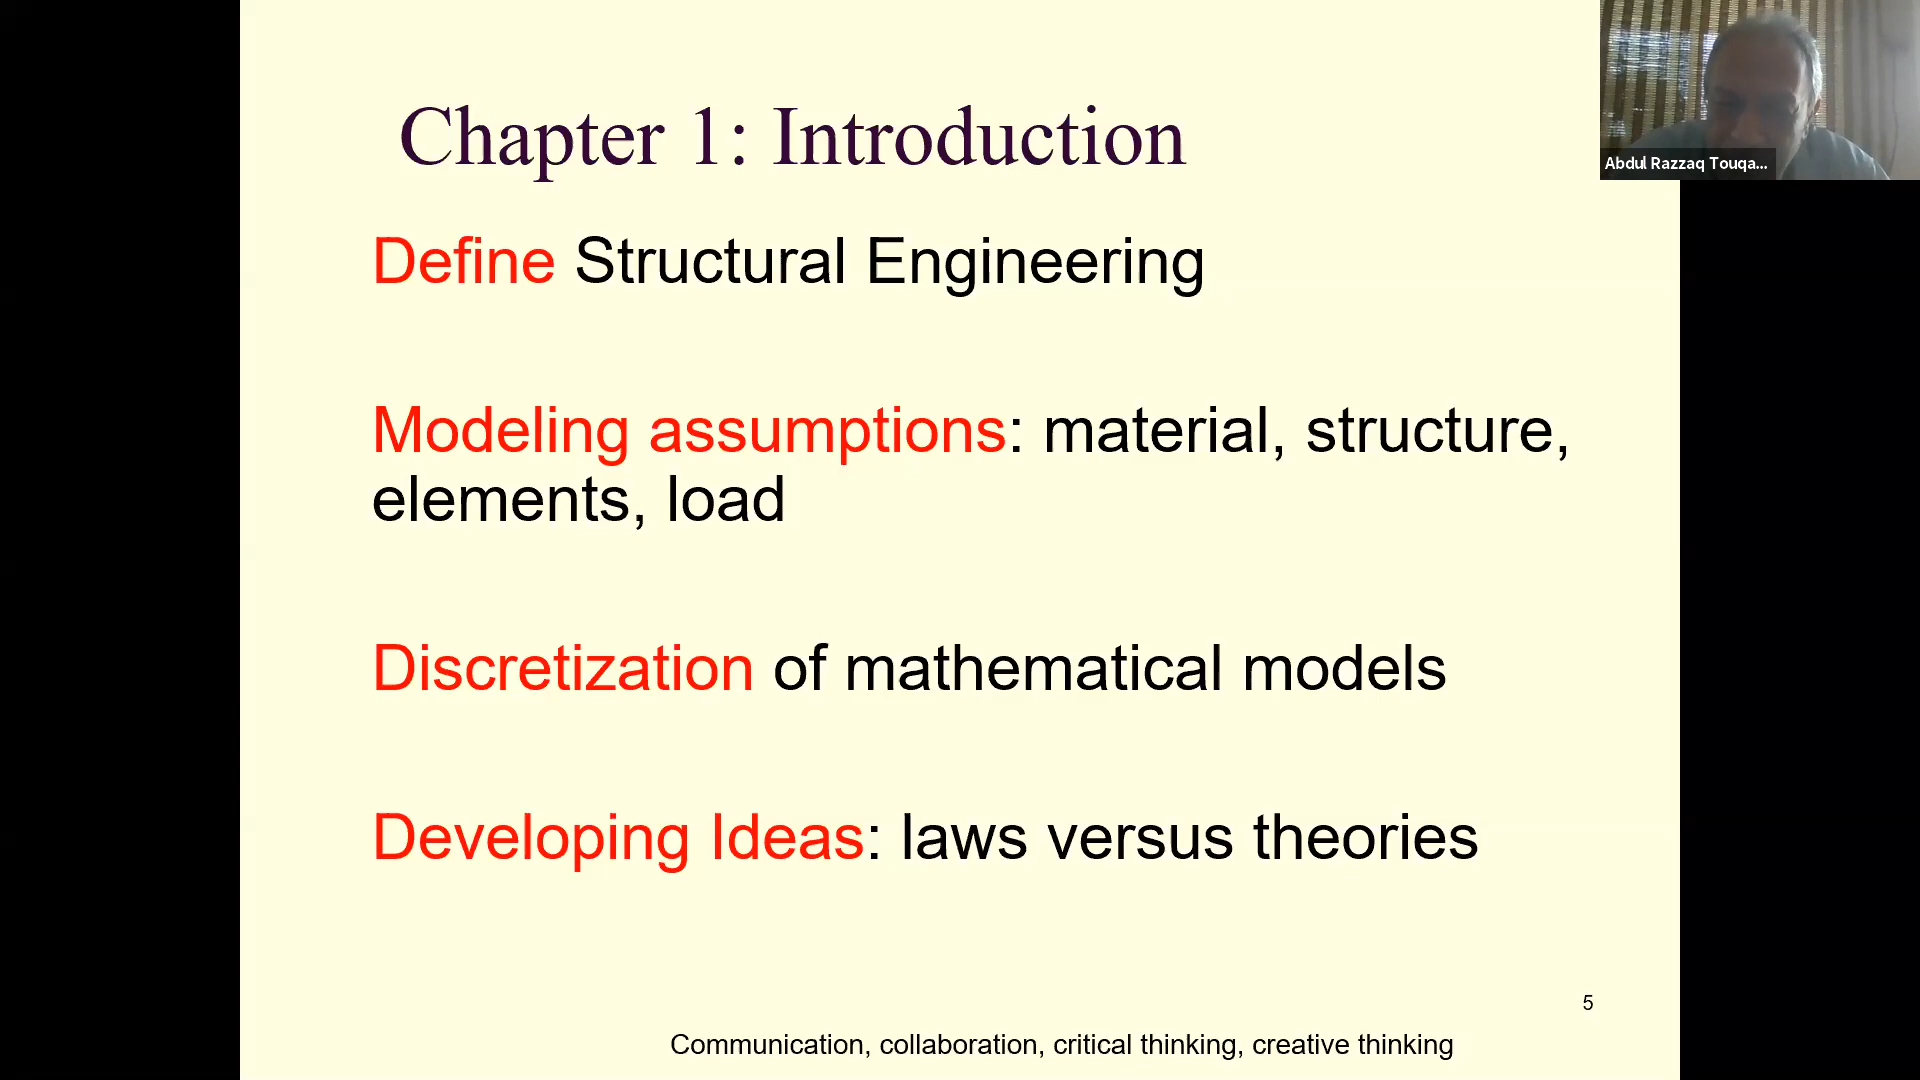 Chapter 1: Introduction
Abdul Razzaq Touqa...
Define Structural Engineering
Modeling assumptions: material, structure,
elements, load
Discretization of mathematical models
Developing Ideas: laws versus theories
5
Communication, collaboration, critical thinking, creative thinking